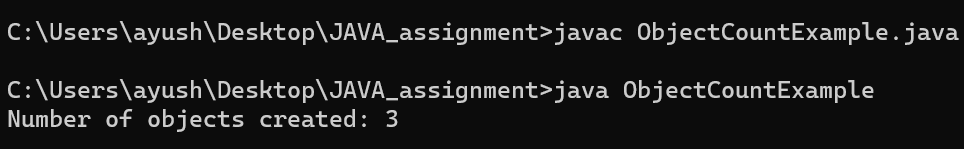 C:\Users\ayush\Desktop\JAVA_assignment>javac ObjectCountExample.java
C:\Users\ayush\Desktop\JAVA_assignment>java ObjectCountExample
Number of objects created: 3